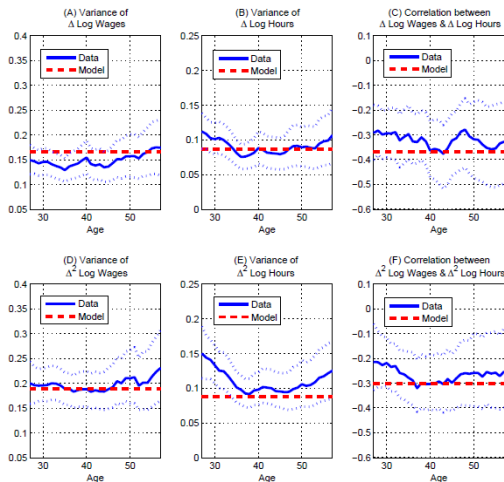 (A) Variance of
Δ Log Wages
0.4
0.35
0.3
0.25
0.2
0.15
0.1
0.05
Data
Model
30 40 50
Age
(B) Variance of
Δ Log Hours
0.25
0.2
0.15
0.1
0.05
0
Data
Model
30 40 50
Age
(C) Correlation between
Δ Log Wages & Δ Log Hours
0
−0.1
−0.2
−0.3
−0.4
−0.5
−0.6
Data
Model
30 40 50
Age
(D) Variance of
Δ² Log Wages
0.4
0.35
0.3
0.25
0.2
0.15
0.1
0.05
Data
Model
30 40 50
Age
(E) Variance of
Δ² Log Hours
0.25
0.2
0.15
0.1
0.05
0
Data
Model
30 40 50
Age
(F) Correlation between
Δ² Log Wages & Δ² Log Hours
0
−0.1
−0.2
−0.3
−0.4
−0.5
−0.6
Data
Model
30 40 50
Age